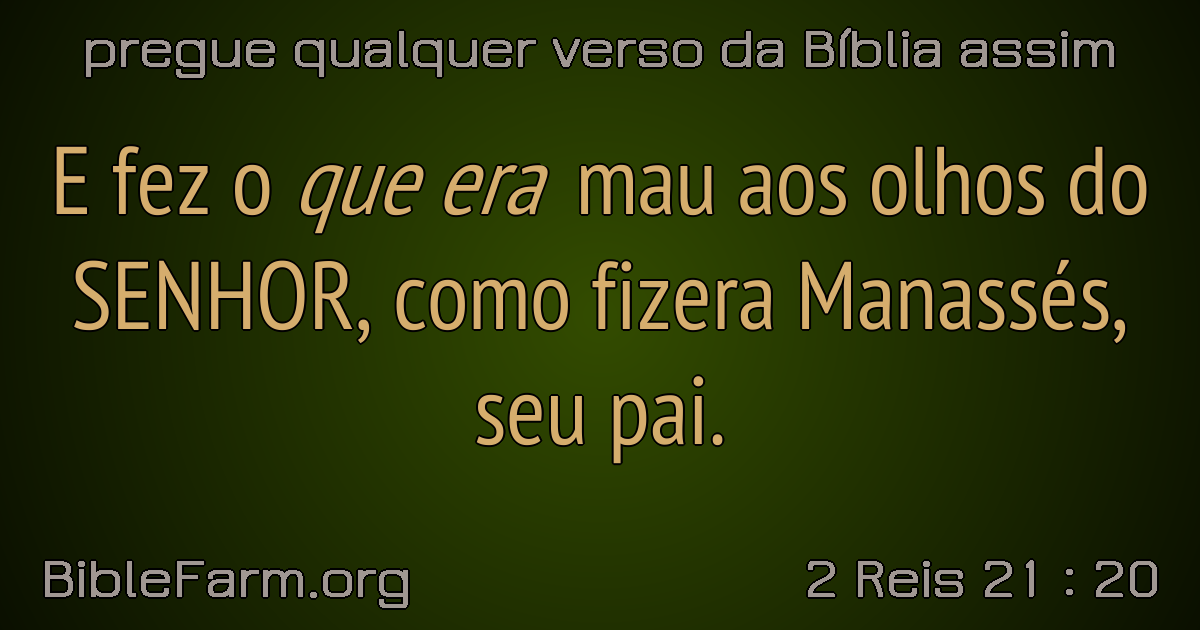 pregue qualquer verso da Bíblia assim
E fez o que era mau aos olhos do
SENHOR, como fizera Manassés,
seu pai.
BibleFarm.org
2 Reis 21 : 20